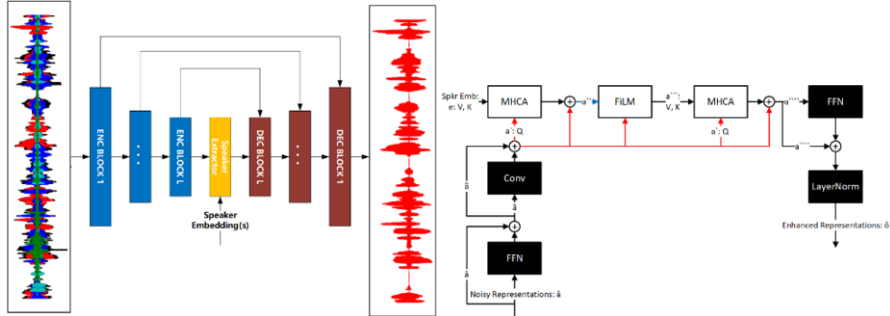 ENC BLOCK 1
• • •
ENC BLOCK L
Speaker
Extractor
DEC BLOCK L
• • •
DEC BLOCK 1
Speaker
Embedding(s)
Spkr Emb:
e: V, K
MHCA
a``
FiLM
a```:
V, K
MHCA
a````
FFN
a`: Q
a`: Q
a````
Conv
ã
ã
LayerNorm
Enhanced Representations: ô
FFN
â
Noisy Representations: â